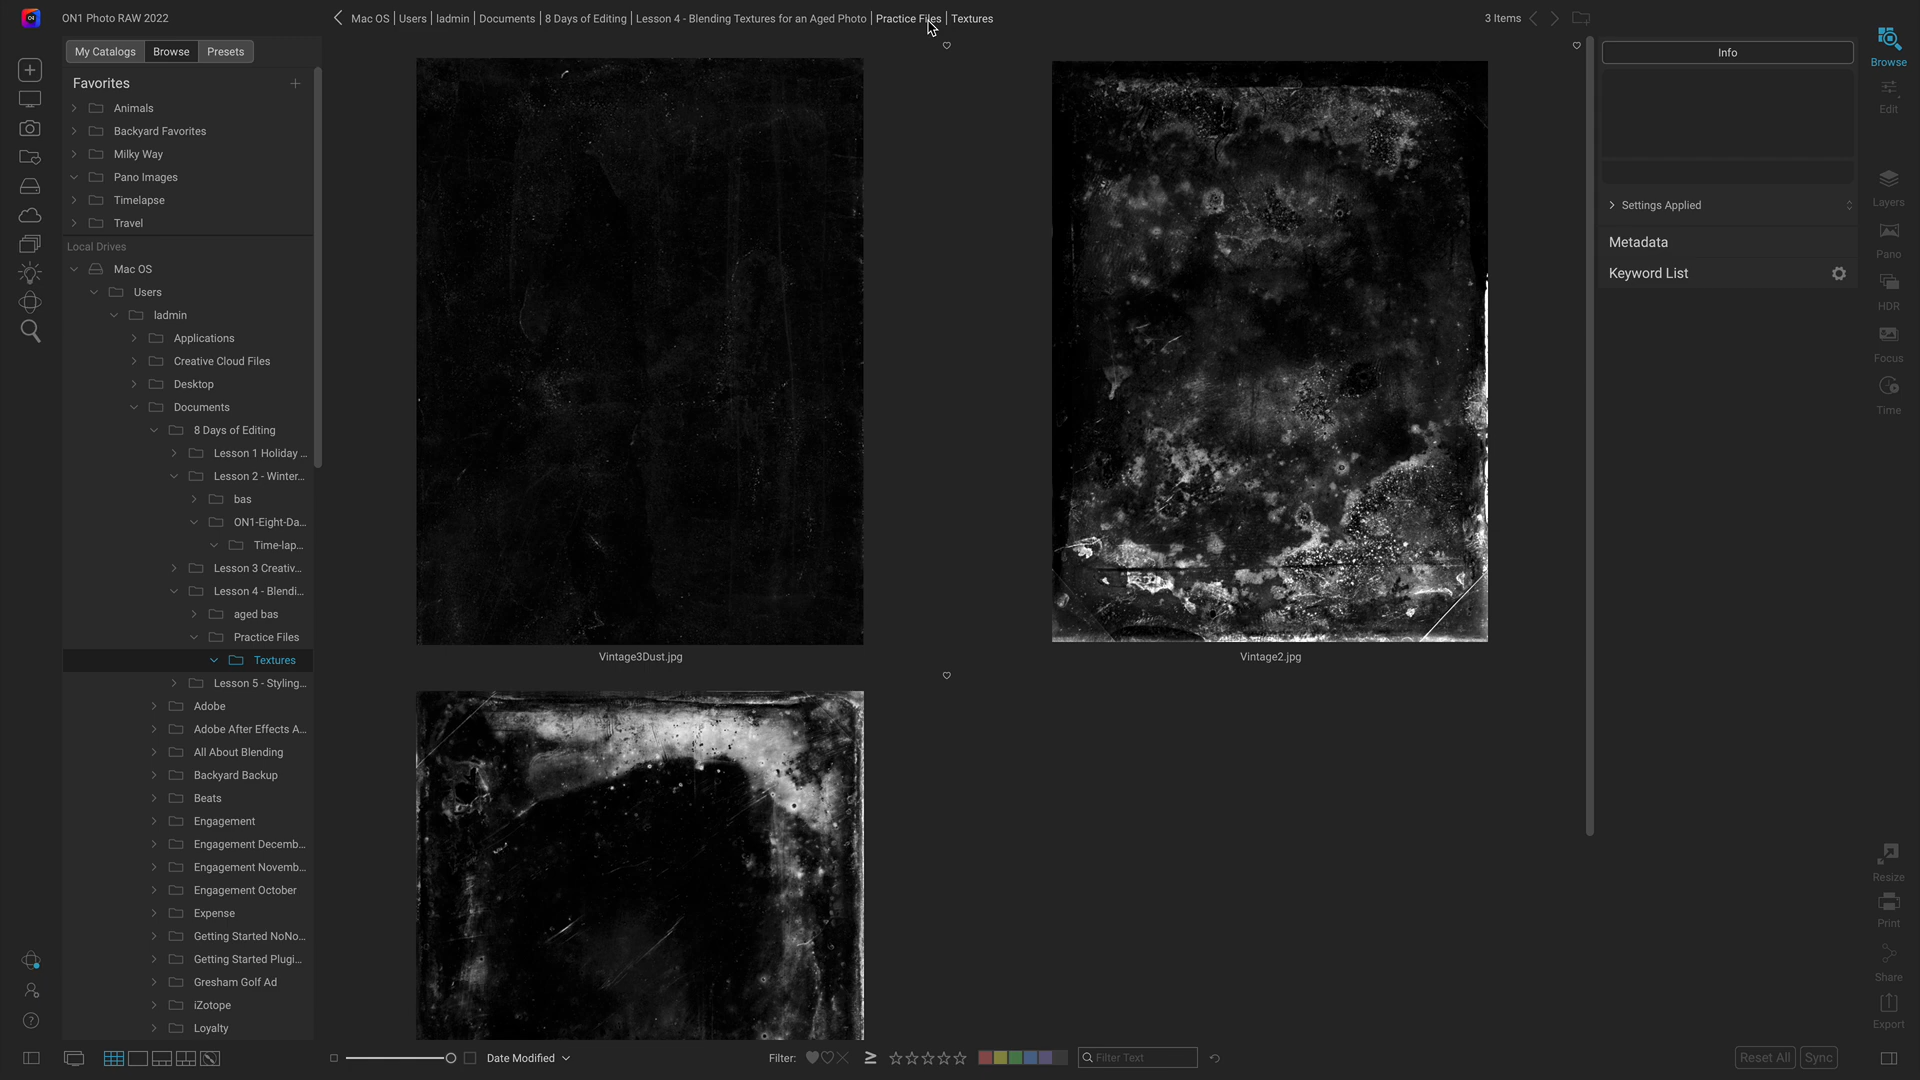 ON1 Photo RAW 2022
Mac OS | Users | ladmin | Documents | 8 Days of Editing | Lesson 4 - Blending Textures for an Aged Photo | Practice Files | Textures
3 Items
My Catalogs
Browse
Presets
Favorites
Animals
Backyard Favorites
Milky Way
Pano Images
Timelapse
Travel
Local Drives
Mac OS
Users
ladmin
Applications
Creative Cloud Files
Desktop
Documents
8 Days of Editing
Lesson 1 Holiday ...
Lesson 2 - Winter...
bas
ON1-Eight-Da...
Time-lap...
Lesson 3 Creativ...
Lesson 4 - Blendi...
aged bas
Practice Files
Textures
Lesson 5 - Styling...
Adobe
Adobe After Effects A...
All About Blending
Backyard Backup
Beats
Engagement
Engagement Decemb...
Engagement Novemb...
Engagement October
Expense
Getting Started NoNo...
Getting Started Plugi...
Gresham Golf Ad
iZotope
Loyalty
Vintage3Dust.jpg
Vintage2.jpg
Info
Settings Applied
Metadata
Keyword List
Browse
Edit
Layers
Pano
HDR
Focus
Time
Resize
Print
Share
Export
Date Modified
Filter:
Filter Text
Reset All
Sync